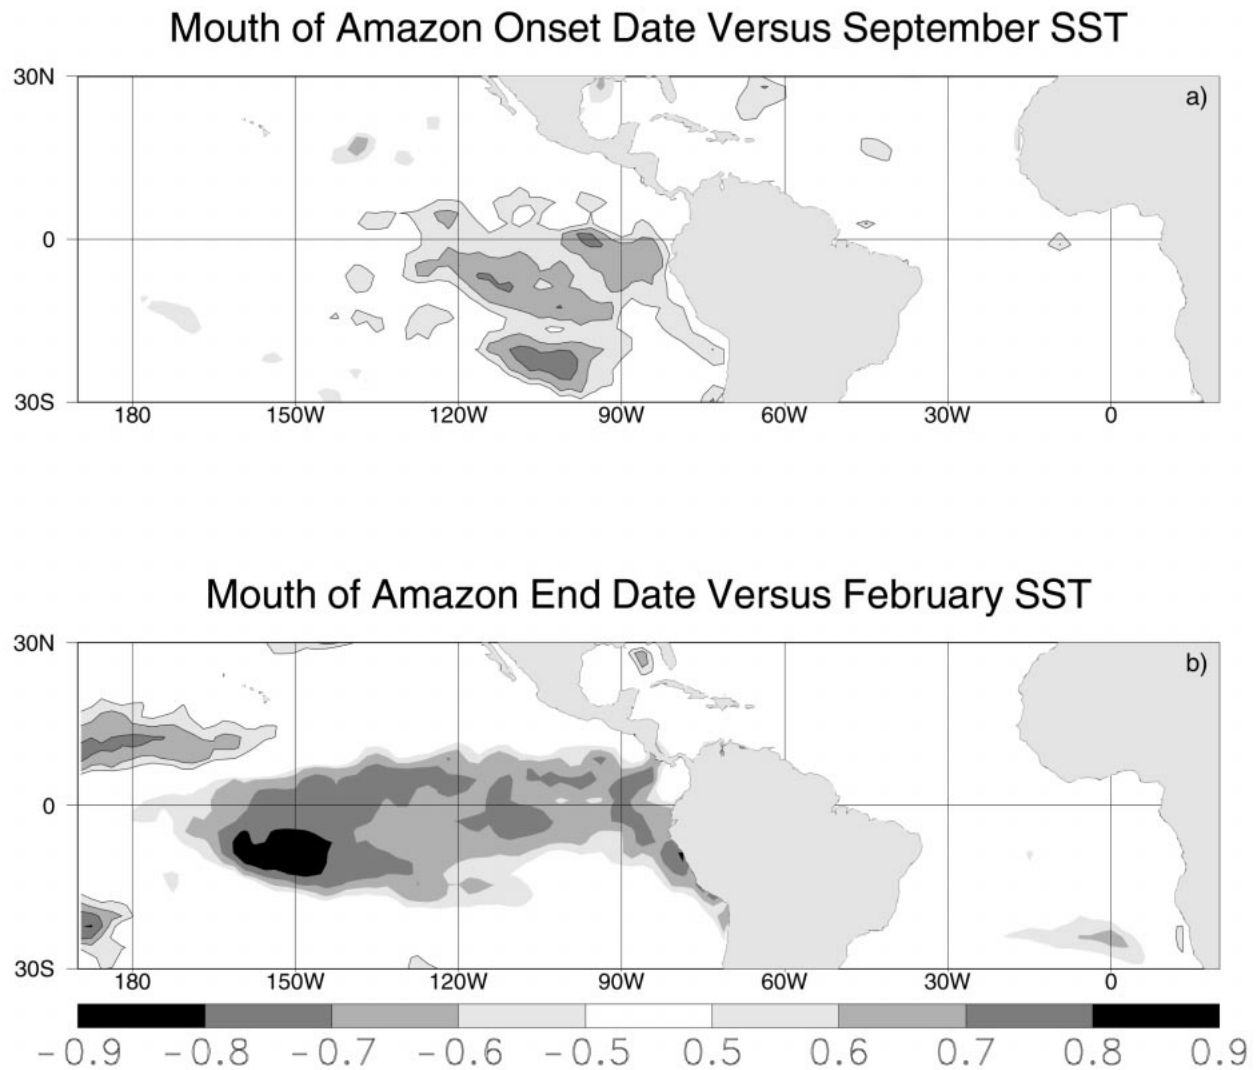 Mouth of Amazon Onset Date Versus September SST
30N
a)
0
30S
180 150W 120W 90W 60W 30W 0
Mouth of Amazon End Date Versus February SST
30N
b)
0
30S
180 150W 120W 90W 60W 30W 0
-0.9 -0.8 -0.7 -0.6 -0.5 0.5 0.6 0.7 0.8 0.9